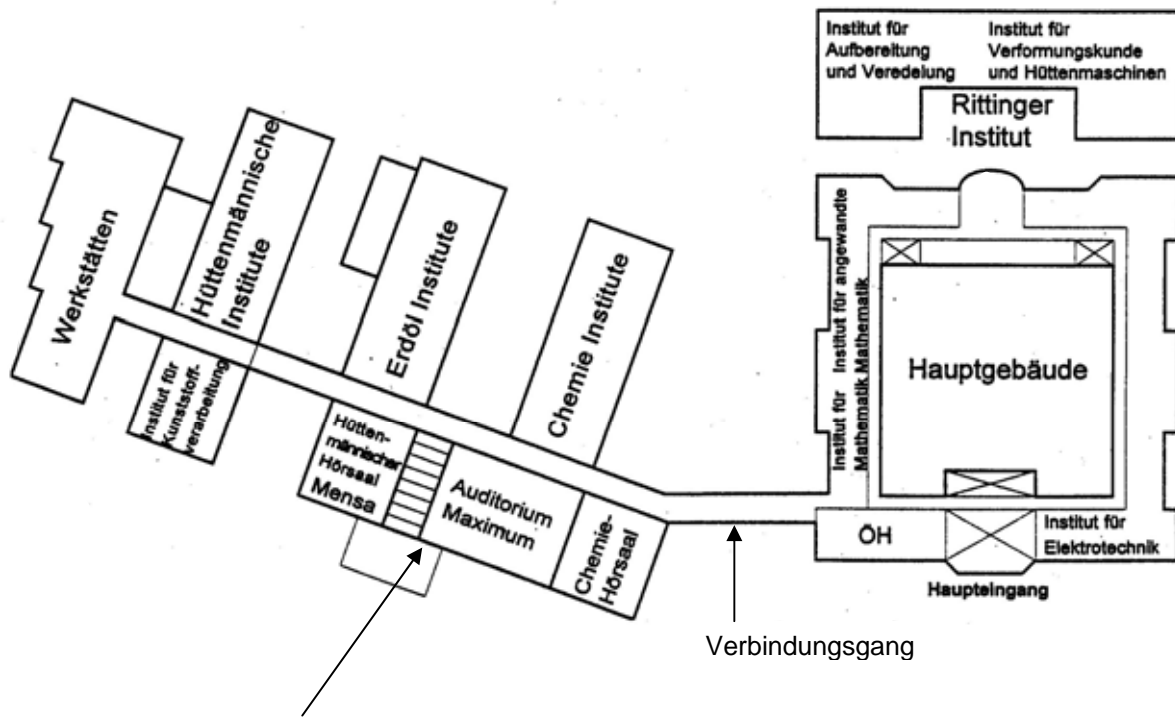 Institut für
Aufbereitung
und Veredelung
Institut für
Verformungskunde
und Hüttenmaschinen
Rittinger
Institut
Werkstätten
Hüttenmännische
Institute
Erdöl Institute
Chemie Institute
Institut für
Kunststoff-
verarbeitung
Hütten-
männischer
Hörsaal
Mensa
Auditorium
Maximum
Chemie-
Hörsaal
Institut für angewandte
Mathematik
Institut für
Mathematik
Hauptgebäude
ÖH
Institut für
Elektrotechnik
Haupteingang
Verbindungsgang